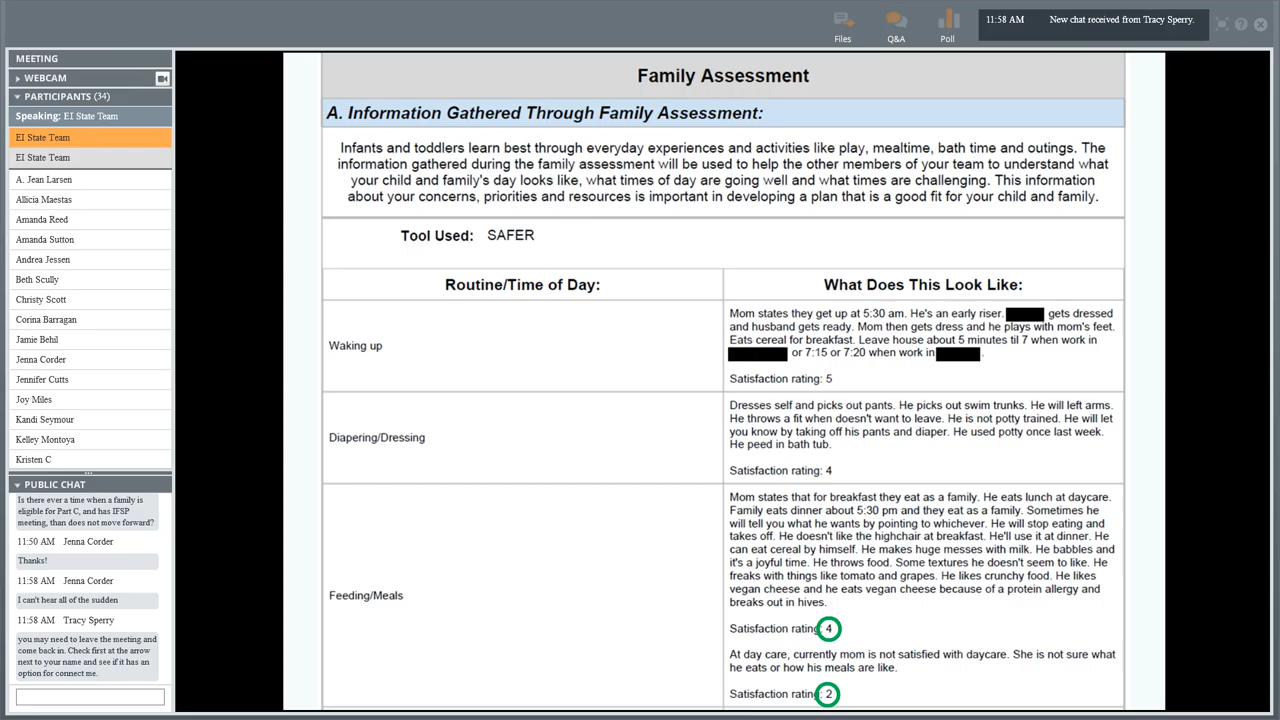 Files
Q&A
Poll
11:58 AM New chat received from Tracy Sperry.
MEETING
WEBCAM
PARTICIPANTS (34)
Speaking: EI State Team
EI State Team
EI State Team
A. Jean Larsen
Allicia Maestas
Amanda Reed
Amanda Sutton
Andrea Jessen
Beth Scully
Christy Scott
Corina Barragan
Jamie Behil
Jenna Corder
Jennifer Cutts
Joy Miles
Kandi Seymour
Kelley Montoya
Kristen C
PUBLIC CHAT
Is there ever a time when a family is
eligible for Part C, and has IFSP
meeting, than does not move forward?
11:50 AM Jenna Corder
Thanks!
11:58 AM Jenna Corder
I can't hear all of the sudden
11:58 AM Tracy Sperry
you may need to leave the meeting and
come back in. Check first at the arrow
next to your name and see if it has an
option for connect me.
Family Assessment
A. Information Gathered Through Family Assessment:
Infants and toddlers learn best through everyday experiences and activities like play, mealtime, bath time and outings. The
information gathered during the family assessment will be used to help the other members of your team to understand what
your child and family's day looks like, what times of day are going well and what times are challenging. This information
about your concerns, priorities and resources is important in developing a plan that is a good fit for your child and family.
Tool Used: SAFER
Routine/Time of Day:
What Does This Look Like:
Waking up
Mom states they get up at 5:30 am. He's an early riser. gets dressed
and husband gets ready. Mom then gets dress and he plays with mom's feet.
Eats cereal for breakfast. Leave house about 5 minutes til 7 when work in
or 7:15 or 7:20 when work in .
Satisfaction rating: 5
Diapering/Dressing
Dresses self and picks out pants. He picks out swim trunks. He will left arms.
He throws a fit when doesn't want to leave. He is not potty trained. He will let
you know by taking off his pants and diaper. He used potty once last week.
He peed in bath tub.
Satisfaction rating: 4
Feeding/Meals
Mom states that for breakfast they eat as a family. He eats lunch at daycare.
Family eats dinner about 5:30 pm and they eat as a family. Sometimes he
will tell you what he wants by pointing to whichever. He will stop eating and
takes off. He doesn't like the highchair at breakfast. He'll use it at dinner. He
can eat cereal by himself. He makes huge messes with milk. He babbles and
it's a joyful time. He throws food. Some textures he doesn't seem to like. He
freaks with things like tomato and grapes. He likes crunchy food. He likes
vegan cheese and he eats vegan cheese because of a protein allergy and
breaks out in hives.
Satisfaction rating: 4
At day care, currently mom is not satisfied with daycare. She is not sure what
he eats or how his meals are like.
Satisfaction rating: 2